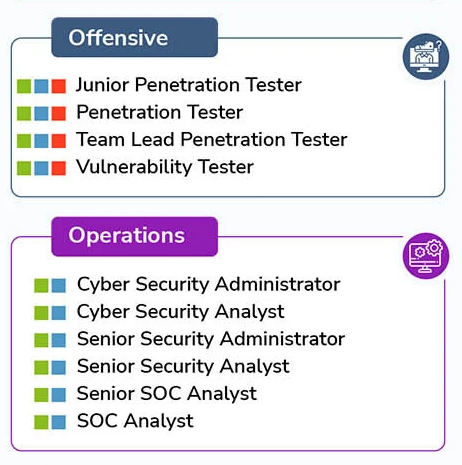 Offensive
Junior Penetration Tester
Penetration Tester
Team Lead Penetration Tester
Vulnerability Tester
Operations
Cyber Security Administrator
Cyber Security Analyst
Senior Security Administrator
Senior Security Analyst
Senior SOC Analyst
SOC Analyst